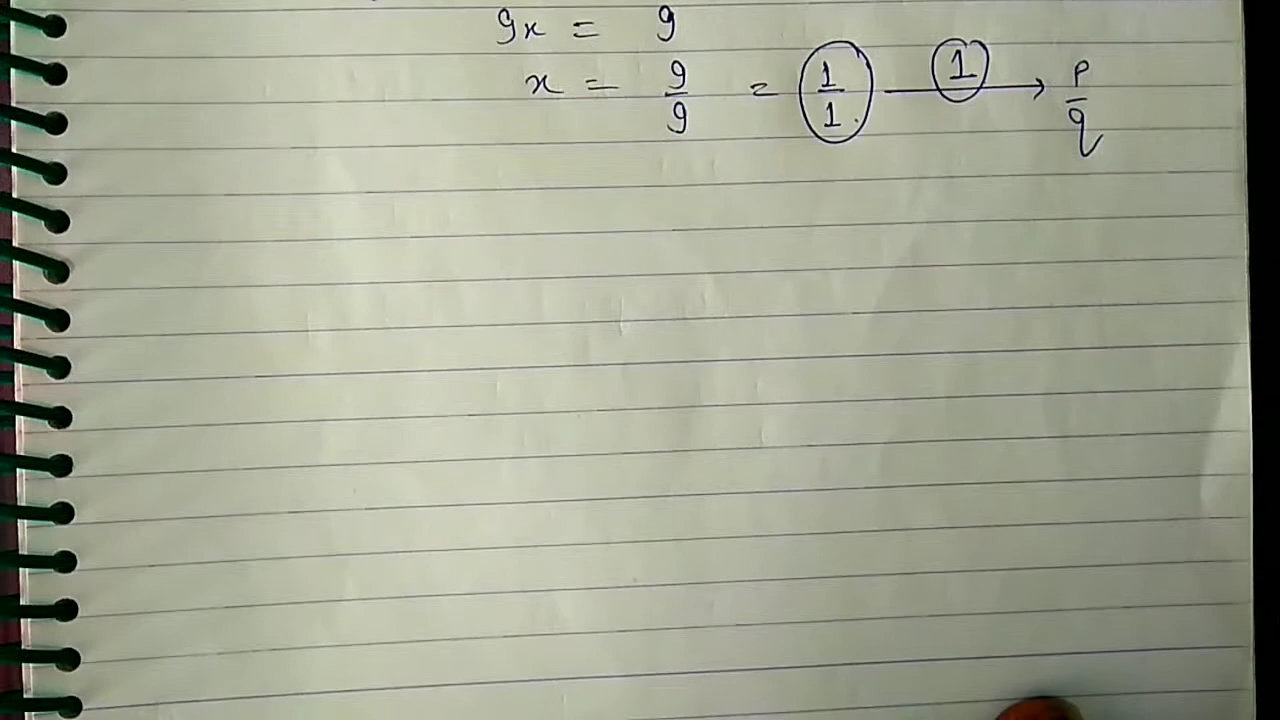 9x = 9
x = 9/9 = 1/1 1 → p/q